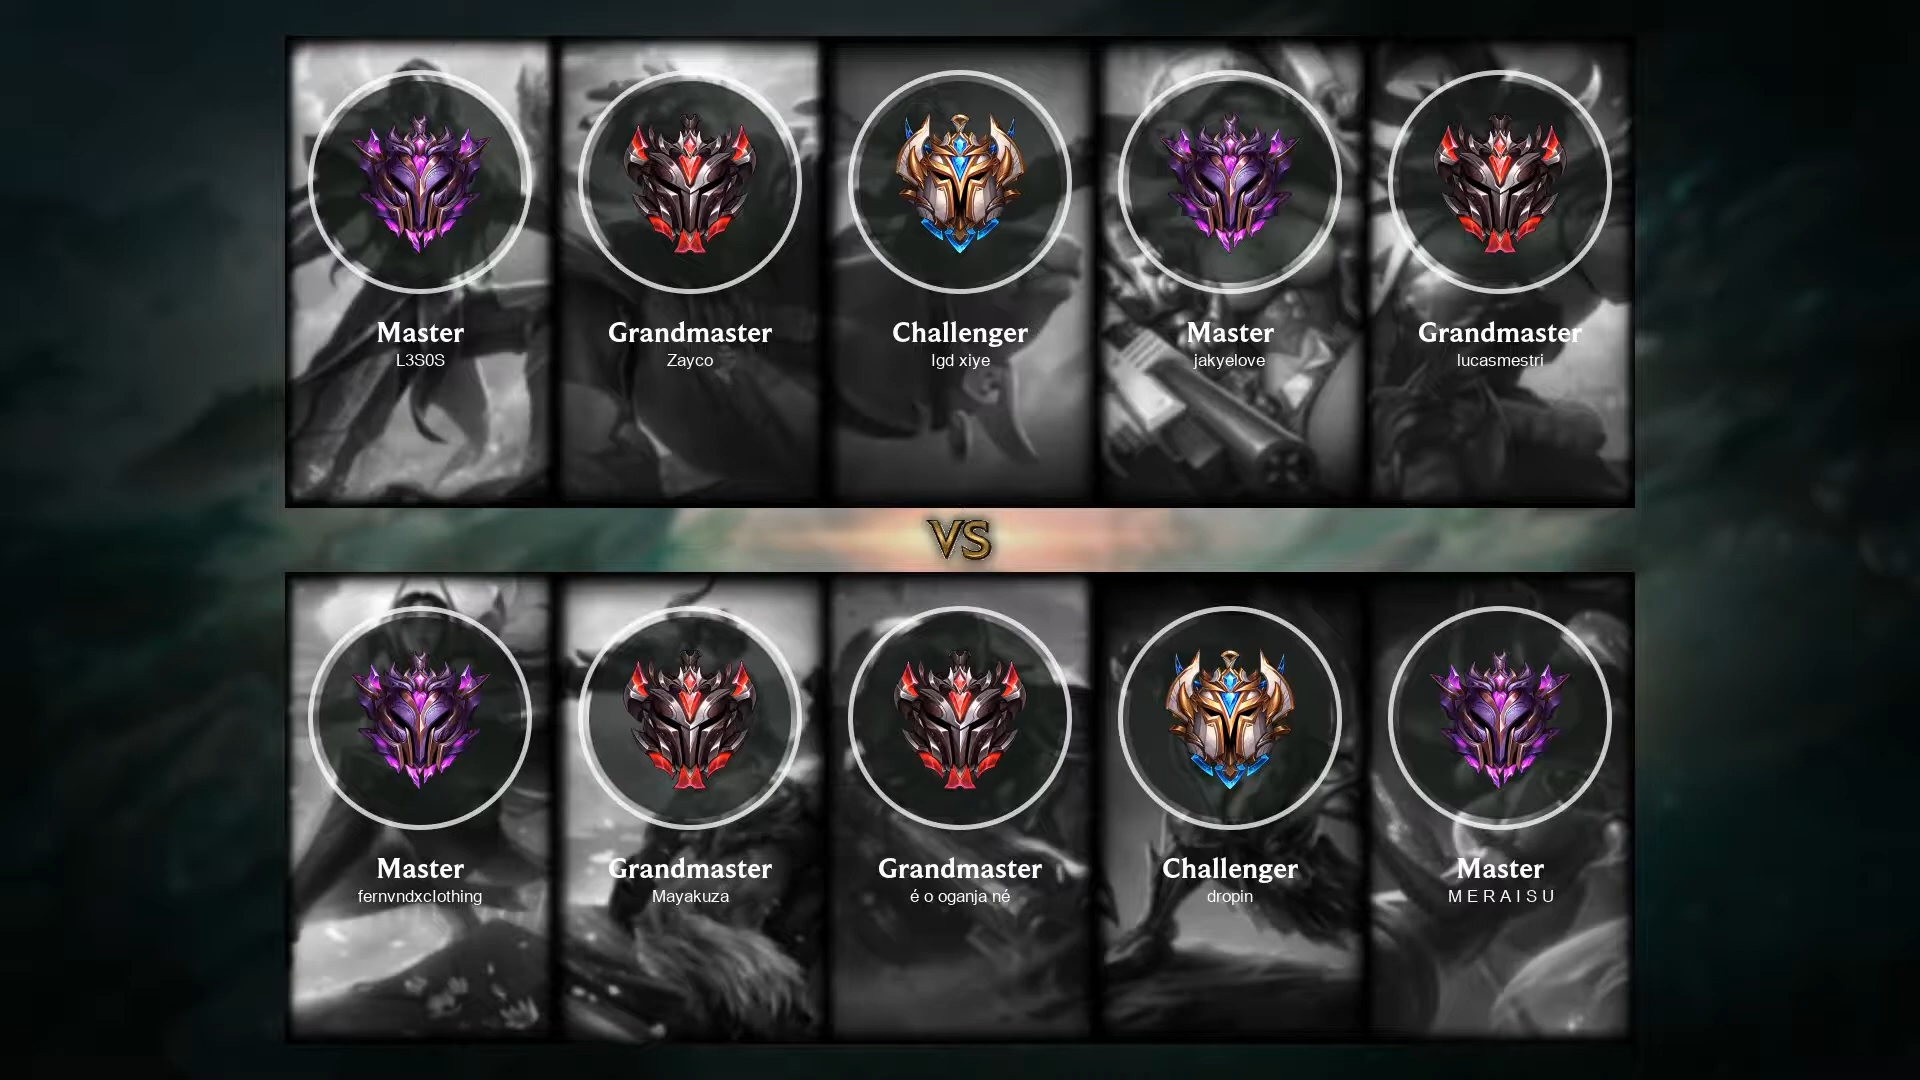 Master
L3S0S
Grandmaster
Zayco
Challenger
lgd xiye
Master
jakyelove
Grandmaster
lucasmestri
VS
Master
fernvndxclothing
Grandmaster
Mayakuza
Grandmaster
é o oganja né
Challenger
dropin
Master
M E R A I S U